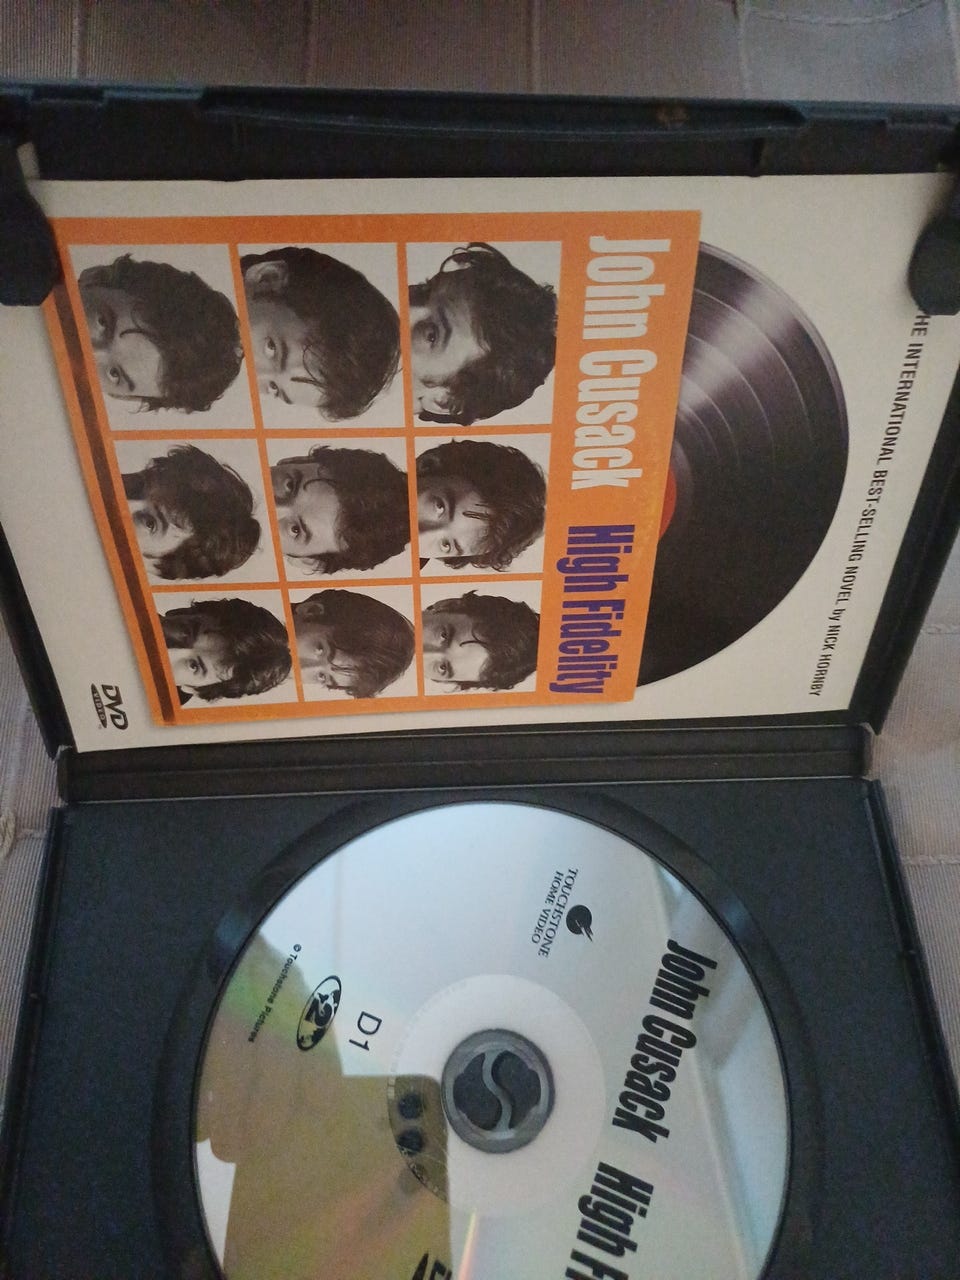 THE INTERNATIONAL BEST-SELLING NOVEL by NICK HORNBY
John Cusack High Fidelity
DVD
VIDEO
TOUCHSTONE
HOME VIDEO
John Cusack High
D1
2
© Touchstone Pictures